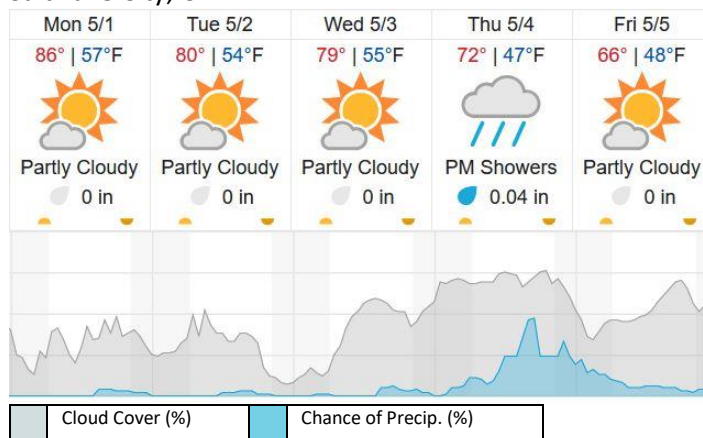 Mon 5/1 Tue 5/2 Wed 5/3 Thu 5/4 Fri 5/5
86° | 57°F 80° | 54°F 79° | 55°F 72° | 47°F 66° | 48°F
Partly Cloudy Partly Cloudy Partly Cloudy PM Showers Partly Cloudy
0 in 0 in 0 in 0.04 in 0 in
Cloud Cover (%) Chance of Precip. (%)